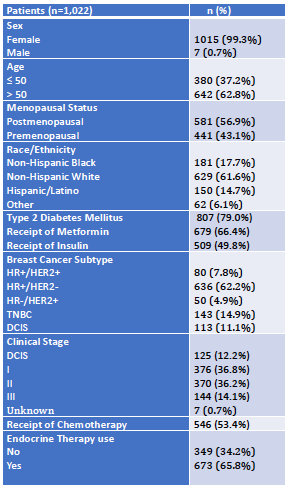 Patients (n=1,022) n (%)
Sex
Female 1015 (99.3%)
Male 7 (0.7%)
Age
≤ 50 380 (37.2%)
> 50 642 (62.8%)
Menopausal Status
Postmenopausal 581 (56.9%)
Premenopausal 441 (43.1%)
Race/Ethnicity
Non-Hispanic Black 181 (17.7%)
Non-Hispanic White 629 (61.6%)
Hispanic/Latino 150 (14.7%)
Other 62 (6.1%)
Type 2 Diabetes Mellitus 807 (79.0%)
Receipt of Metformin 679 (66.4%)
Receipt of Insulin 509 (49.8%)
Breast Cancer Subtype
HR+/HER2+ 80 (7.8%)
HR+/HER2- 636 (62.2%)
HR-/HER2+ 50 (4.9%)
TNBC 143 (14.9%)
DCIS 113 (11.1%)
Clinical Stage
DCIS 125 (12.2%)
I 376 (36.8%)
II 370 (36.2%)
III 144 (14.1%)
Unknown 7 (0.7%)
Receipt of Chemotherapy 546 (53.4%)
Endocrine Therapy use
No 349 (34.2%)
Yes 673 (65.8%)